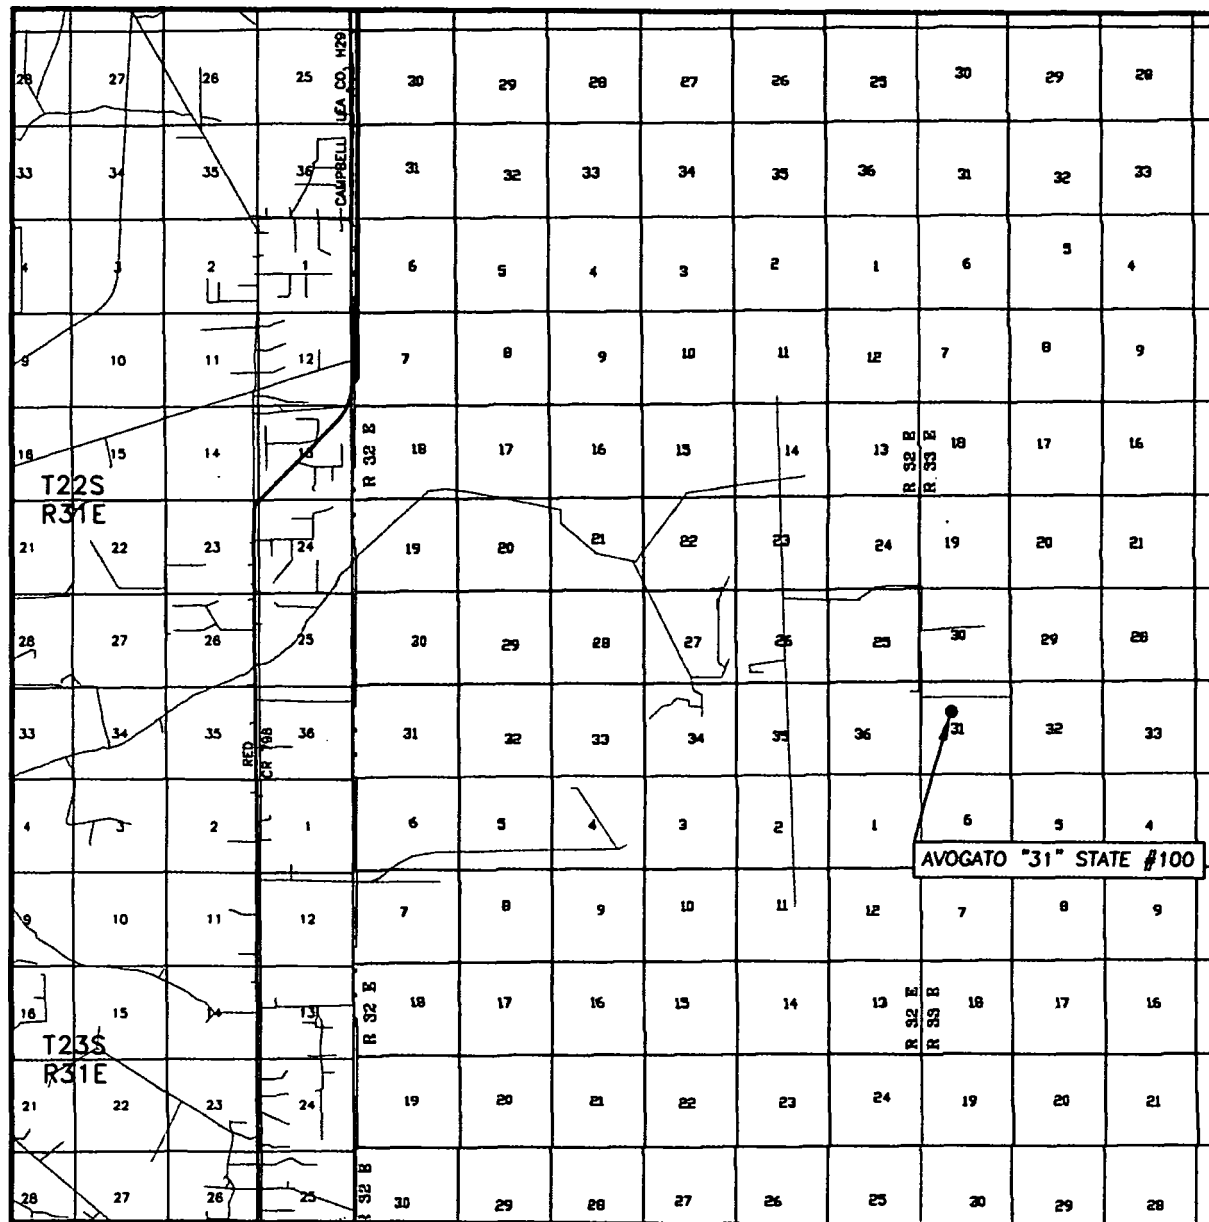 28 27 26 25 30 29 28 27 26 25 30 29 28
CAMPBELL LEA CO. H29
33 34 35 36 31 32 33 34 35 36 31 32 33
4 3 2 1 6 5 4 3 2 1 6 5 4
9 10 11 12 7 8 9 10 11 12 7 8 9
16 15 14 13 18 17 16 15 14 13 18 17 16
R 32 E
R 32 E
R 33 E
T22S
R31E
21 22 23 24 19 20 21 22 23 24 19 20 21
28 27 26 25 30 29 28 27 26 25 30 29 28
33 34 35 36 31 32 33 34 35 36 31 32 33
RED
CR 798
4 3 2 1 6 5 4 3 2 1 6 5 4
AVOGATO "31" STATE #100
9 10 11 12 7 8 9 10 11 12 7 8 9
16 15 14 13 18 17 16 15 14 13 18 17 16
R 32 E
R 32 E
R 33 E
T23S
R31E
21 22 23 24 19 20 21 22 23 24 19 20 21
28 27 26 25 30 29 28 27 26 25 30 29 28
R 32 E